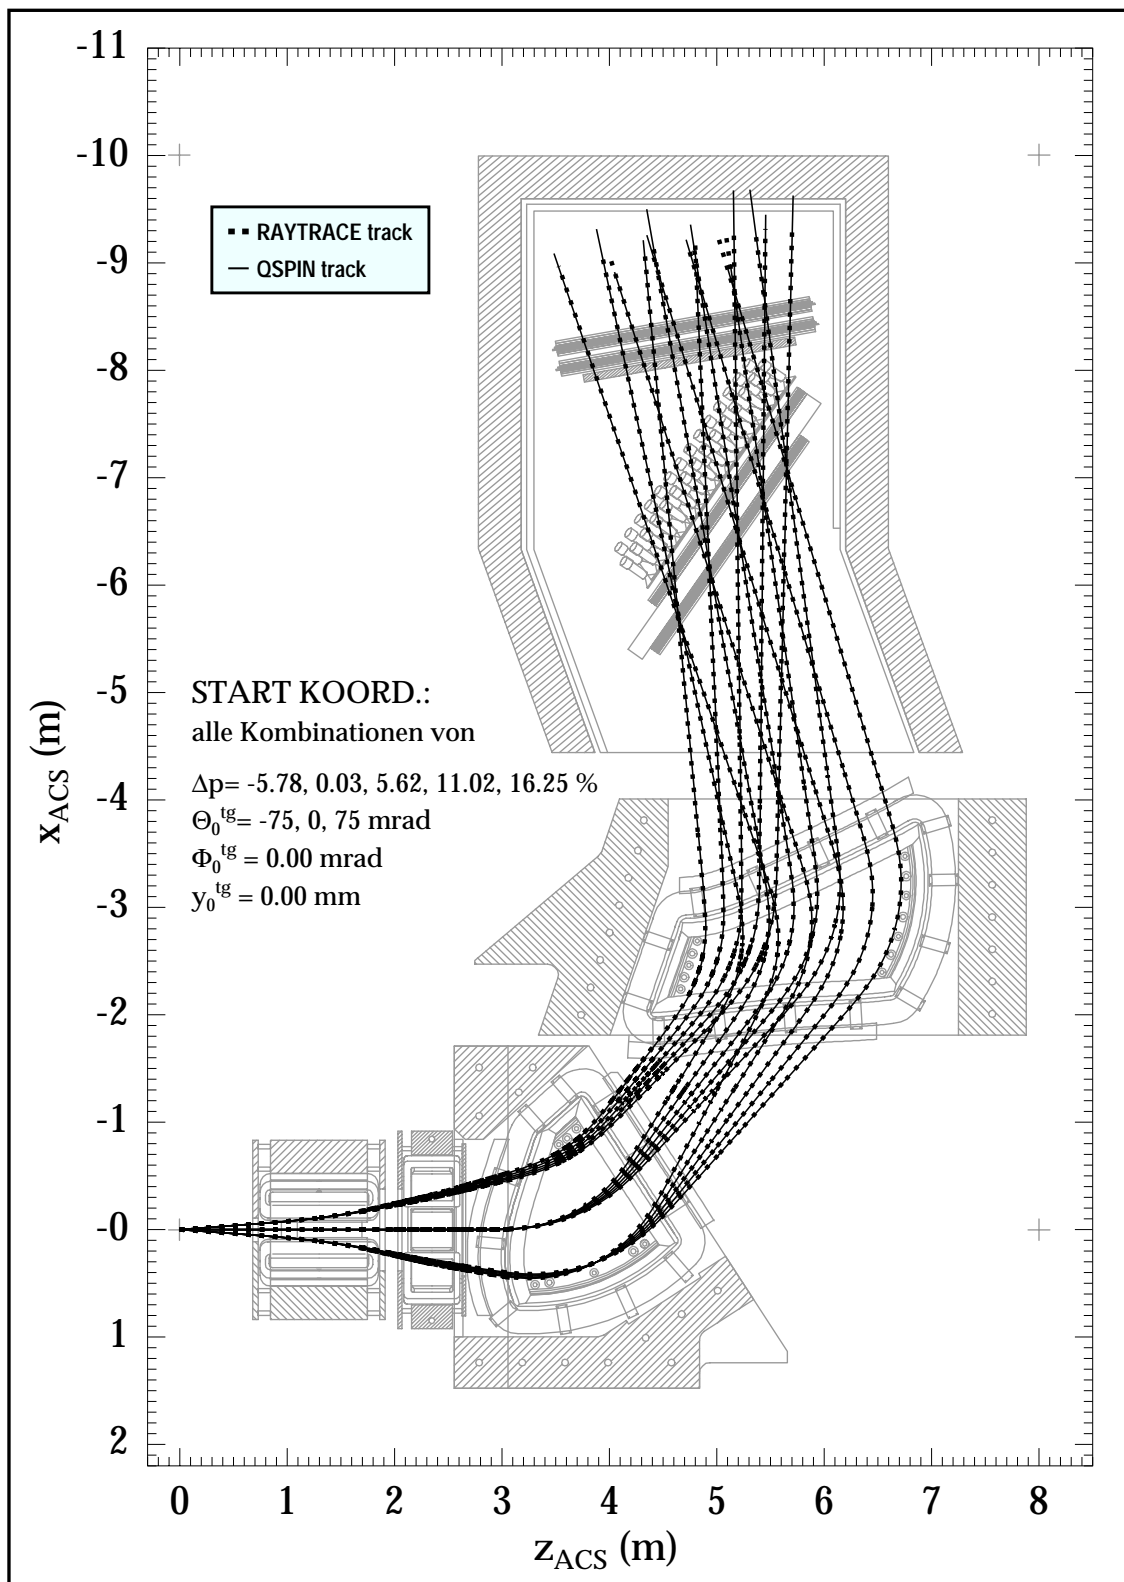 -11
-10
-9
-8
-7
-6
-5
-4
-3
-2
-1
-0
1
2
x_ACS (m)
RAYTRACE track
QSPIN track
START KOORD.:
alle Kombinationen von
Δp= -5.78, 0.03, 5.62, 11.02, 16.25 %
Θ₀^tg= -75, 0, 75 mrad
Φ₀^tg = 0.00 mrad
y₀^tg = 0.00 mm
0 1 2 3 4 5 6 7 8
z_ACS (m)